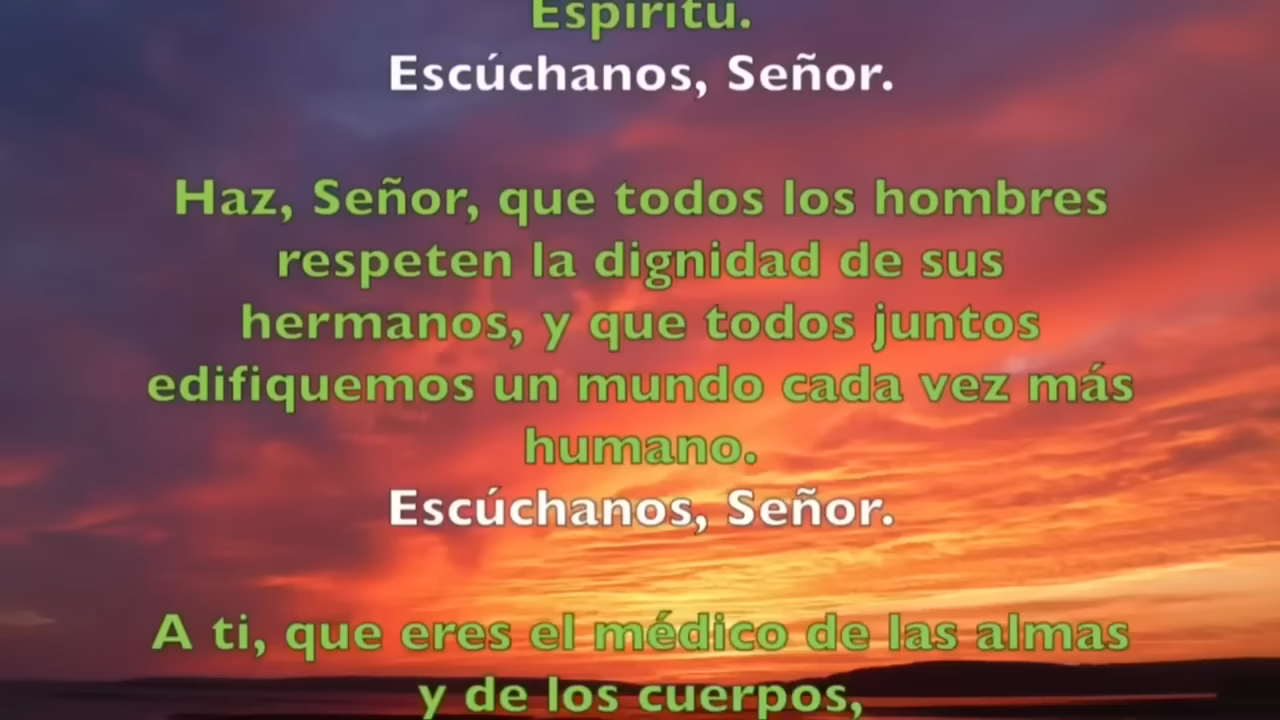 Espíritu.
Escúchanos, Señor.
Haz, Señor, que todos los hombres
respeten la dignidad de sus
hermanos, y que todos juntos
edifiquemos un mundo cada vez más
humano.
Escúchanos, Señor.
A ti, que eres el médico de las almas
y de los cuerpos,